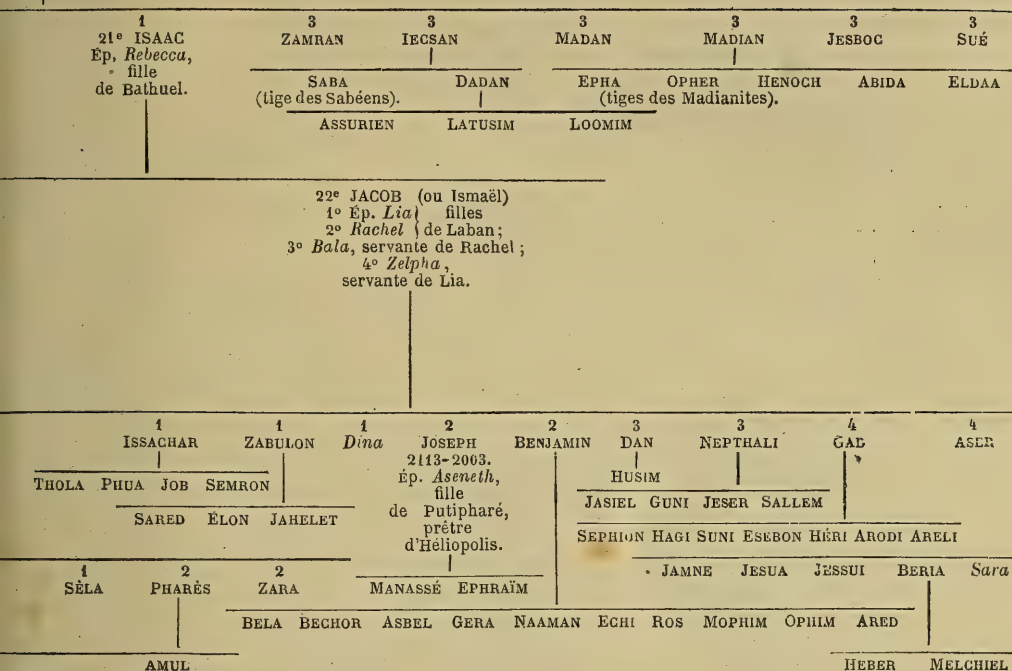 1 3 3 3 3 3 3
21e ISAAC ZAMRAN IECSAN MADAN MADIAN JESBOC SUÉ
Ép, Rebecca,
fille
de Bathuel.
SABA DADAN EPHA OPHER HENOCH ABIDA ELDAA
(tige des Sabéens). (tiges des Madianites).
ASSURIEN LATUSIM LOOMIM
22e JACOB (ou Ismaël)
1o Ép. Lia } filles
2o Rachel } de Laban;
3o Bala, servante de Rachel;
4o Zelpha,
servante de Lia.
1 1 1 2 2 3 3 4 4
ISSACHAR ZABULON Dina JOSEPH BENJAMIN DAN NEPTHALI GAD ASER
2113-2003.
Ép. Aseneth,
fille
de Putipharé,
prêtre
d'Héliopolis.
HUSIM
THOLA PHUA JOB SEMRON
JASIEL GUNI JESER SALLEM
SARED ÉLON JAHELET
SEPHION HAGI SUNI ESEBON HÉRI ARODI ARELI
1 2 2
SÉLA PHARÈS ZARA
MANASSÉ EPHRAÏM
JAMNE JESUA JESSUI BERIA Sara
BELA BECHOR ASBEL GERA NAAMAN ECHI ROS MOPHIM OPHIM ARED
AMUL HEBER MELCHIEL